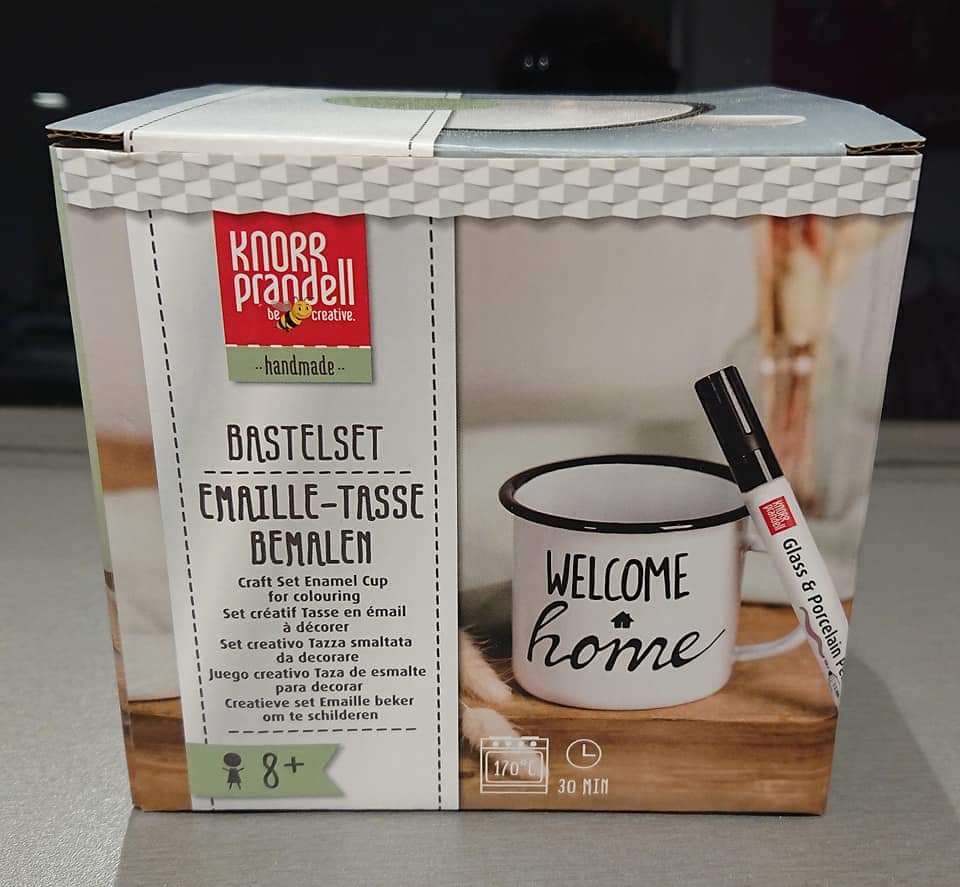 KNORR
prandell
be creative.
-- handmade --
BASTELSET
EMAILLE-TASSE
BEMALEN
Craft Set Enamel Cup
for colouring
Set créatif Tasse en émail
à décorer
Set creativo Tazza smaltata
da decorare
Juego creativo Taza de esmalte
para decorar
Creatieve set Emaille beker
om te schilderen
8+
WELCOME
home
KNORR
prandell
Glass & Porcelain Pe
170°C
30 MIN